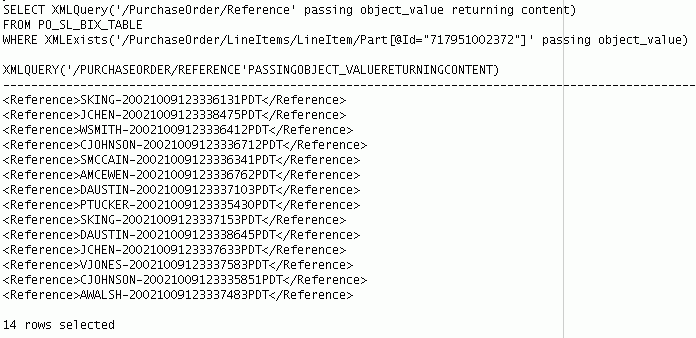 SELECT XMLQuery('/PurchaseOrder/Reference' passing object_value returning content)
FROM PO_SL_BIX_TABLE
WHERE XMLExists('/PurchaseOrder/LineItems/LineItem/Part[@Id="717951002372"]' passing object_value)
XMLQUERY('/PURCHASEORDER/REFERENCE'PASSINGOBJECT_VALUERETURNINGCONTENT)
--------------------------------------------------------------------------------
<Reference>SKING-20021009123336131PDT</Reference>
<Reference>JCHEN-20021009123338475PDT</Reference>
<Reference>WSMITH-20021009123336412PDT</Reference>
<Reference>CJOHNSON-20021009123336712PDT</Reference>
<Reference>SMCCAIN-20021009123336341PDT</Reference>
<Reference>AMCEWEN-20021009123336762PDT</Reference>
<Reference>DAUSTIN-20021009123337103PDT</Reference>
<Reference>PTUCKER-20021009123335430PDT</Reference>
<Reference>SKING-20021009123337153PDT</Reference>
<Reference>DAUSTIN-20021009123338645PDT</Reference>
<Reference>JCHEN-20021009123337633PDT</Reference>
<Reference>VJONES-20021009123337583PDT</Reference>
<Reference>CJOHNSON-20021009123335851PDT</Reference>
<Reference>AWALSH-20021009123337483PDT</Reference>
14 rows selected